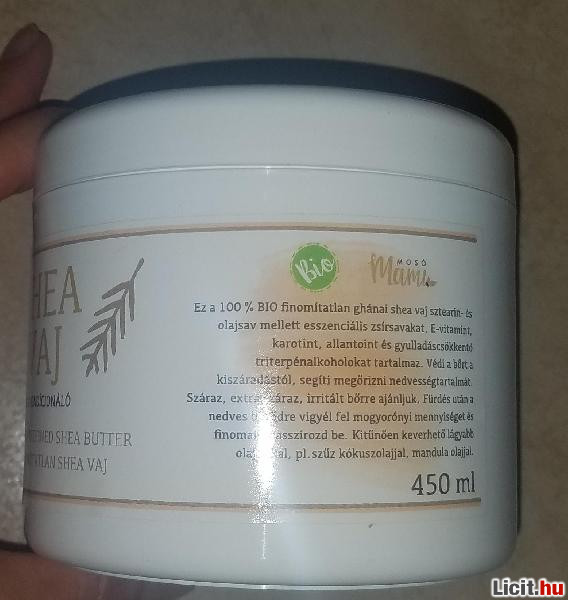 SHEA
VAJ
UNREFINED SHEA BUTTER
SHEA VAJ
Bio
MOSÓ
Mami
Ez a 100 % BIO finomítatlan ghánai shea vaj sztearin- és
olajsav mellett esszenciális zsírsavakat, E-vitamint,
karotint, allantoint és gyulladáscsökkentő
triterpénalkoholokat tartalmaz. Védi a bőrt a
kiszáradástól, segíti megőrizni nedvességtartalmát.
Száraz, extra száraz, irritált bőrre ajánljuk. Fürdés után a
nedves bőrödre vigyél fel mogyorónyi mennyiséget és
finoman masszírozd be. Kitűnően keverhető lágyabb
olajokkal, pl.szűz kókuszolajjal, mandula olajjal.
450 ml
Licit.hu